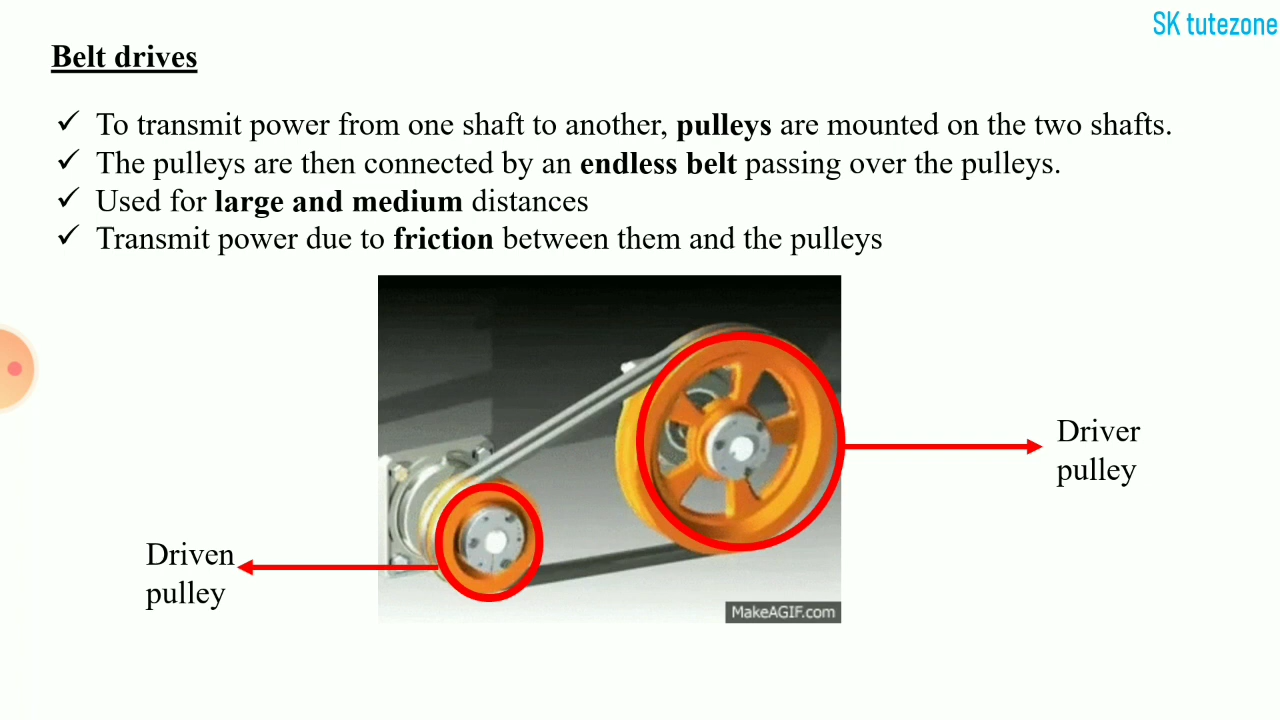 SK tutezone
Belt drives
✓ To transmit power from one shaft to another, pulleys are mounted on the two shafts.
✓ The pulleys are then connected by an endless belt passing over the pulleys.
✓ Used for large and medium distances
✓ Transmit power due to friction between them and the pulleys
Driver
pulley
Driven
pulley
MakeAGIF.com